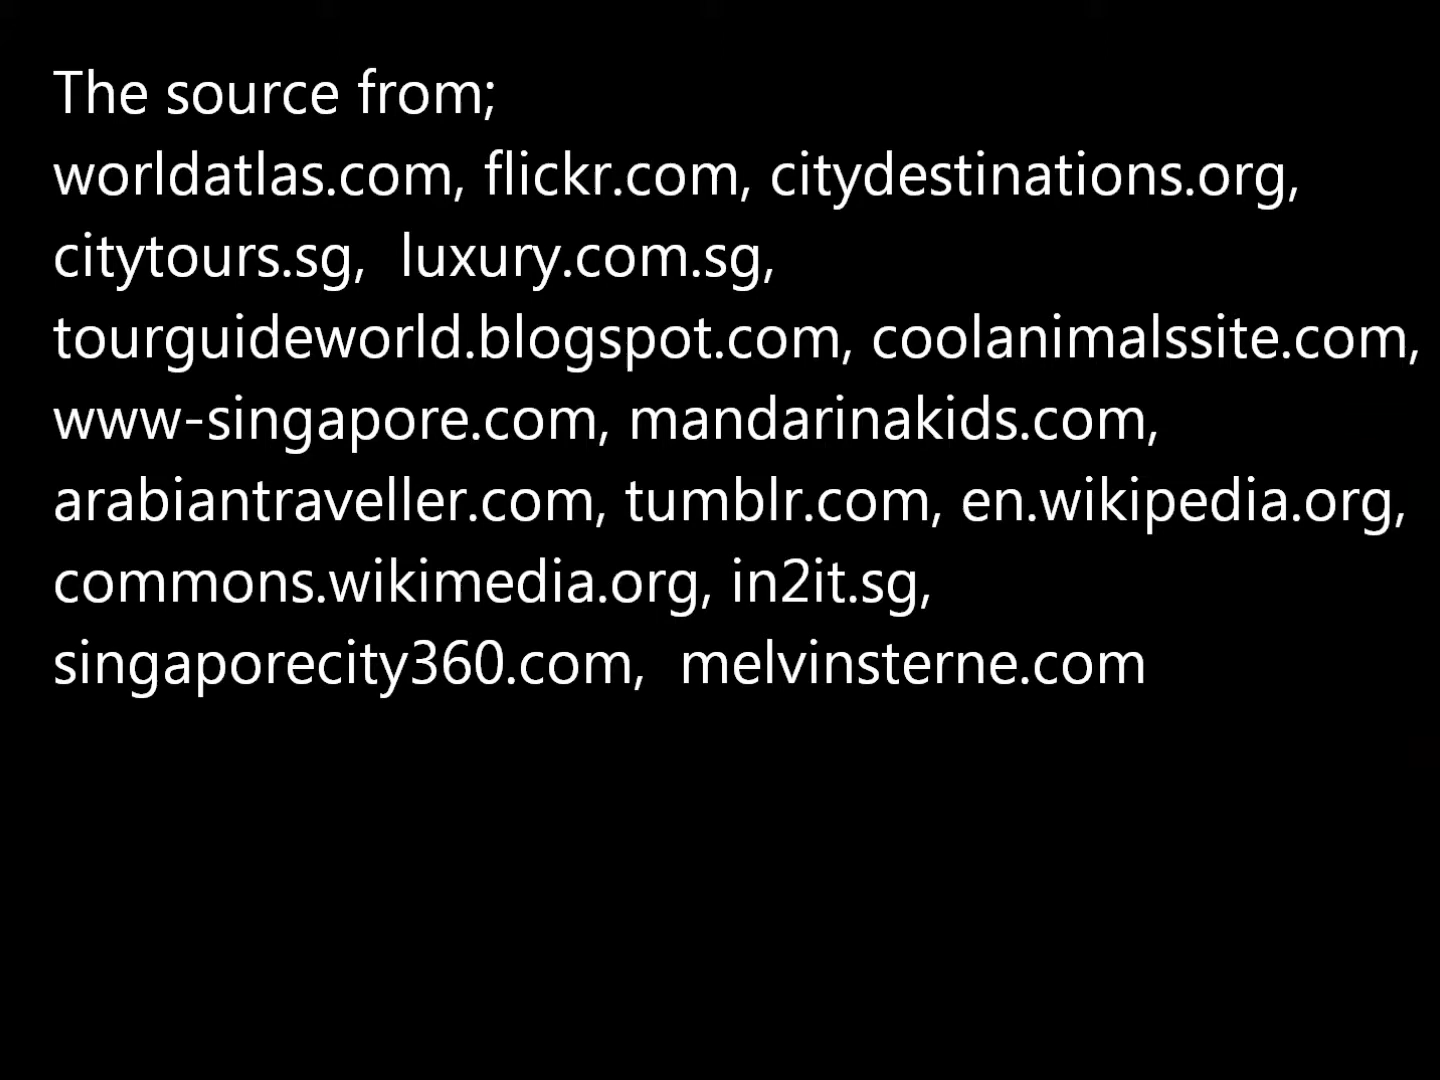 The source from;
worldatlas.com, flickr.com, citydestinations.org,
citytours.sg,  luxury.com.sg,
tourguideworld.blogspot.com, coolanimalssite.com,
www-singapore.com, mandarinakids.com,
arabiantraveller.com, tumblr.com, en.wikipedia.org,
commons.wikimedia.org, in2it.sg,
singaporecity360.com,  melvinsterne.com